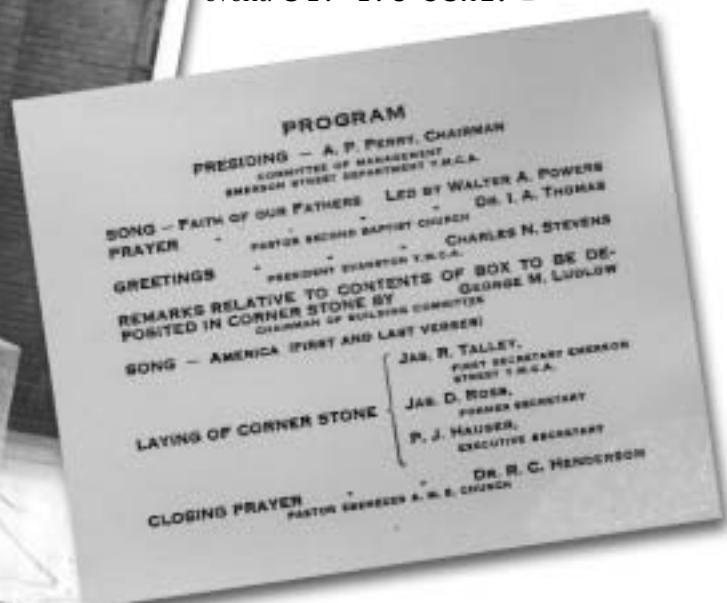 PROGRAM
PRESIDING — A. P. PERRY, CHAIRMAN
COMMITTEE OF MANAGEMENT
EMERSON STREET DEPARTMENT Y.M.C.A.
SONG — FAITH OF OUR FATHERS LED BY WALTER A. POWERS
PRAYER " " " DR. I. A. THOMAS
PASTOR SECOND BAPTIST CHURCH
GREETINGS " " " CHARLES N. STEVENS
PRESIDENT EVANSTON Y.M.C.A.
REMARKS RELATIVE TO CONTENTS OF BOX TO BE DE-
POSITED IN CORNER STONE BY GEORGE M. LUDLOW
CHAIRMAN OF BUILDING COMMITTEE
SONG — AMERICA (FIRST AND LAST VERSES)
LAYING OF CORNER STONE
JAS. R. TALLEY,
FIRST SECRETARY EMERSON
STREET Y.M.C.A.
JAS. D. ROSS,
FORMER SECRETARY
P. J. HAUSER,
EXECUTIVE SECRETARY
CLOSING PRAYER " " DR. R. C. HENDERSON
PASTOR EBENEZER A. M. E. CHURCH